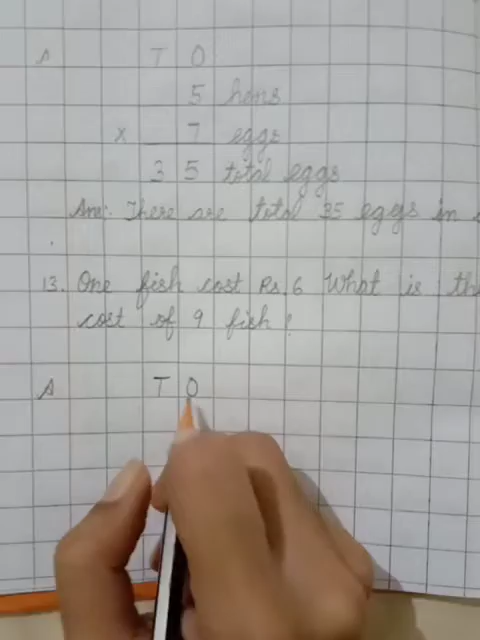 A T O
5 hens
x 7 eggs
3 5 total eggs
Ans: There are total 35 eggs in
13. One fish cost Rs. 6 What is the
cost of 9 fish?
A T O